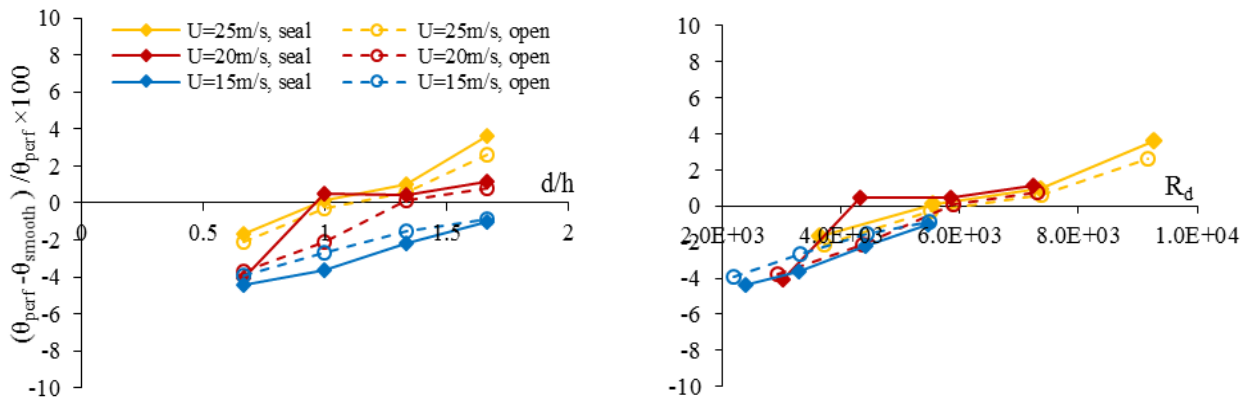 (θperf -θsmooth ) /θperf ×100
10
8
6
4
2
0
-2
-4
-6
-8
-10
U=25m/s, seal
U=25m/s, open
U=20m/s, seal
U=20m/s, open
U=15m/s, seal
U=15m/s, open
d/h
0
0.5
1
1.5
2
10
8
6
4
2
0
-2
-4
-6
-8
-10
Rd
2.0E+03
4.0E+03
6.0E+03
8.0E+03
1.0E+04